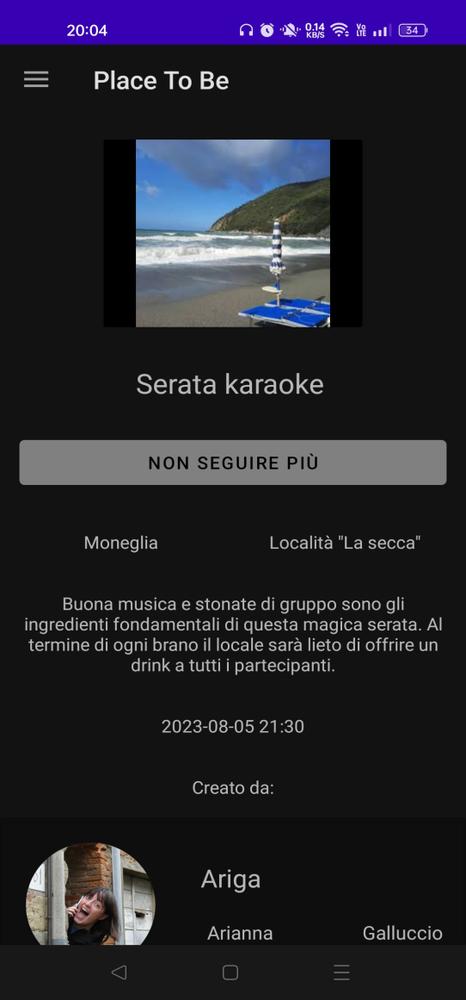 20:04
0.14
KB/S
Vo
LTE
34
Place To Be
Serata karaoke
NON SEGUIRE PIÙ
Moneglia
Località "La secca"
Buona musica e stonate di gruppo sono gli
ingredienti fondamentali di questa magica serata. Al
termine di ogni brano il locale sarà lieto di offrire un
drink a tutti i partecipanti.
2023-08-05 21:30
Creato da:
Ariga
Arianna
Galluccio